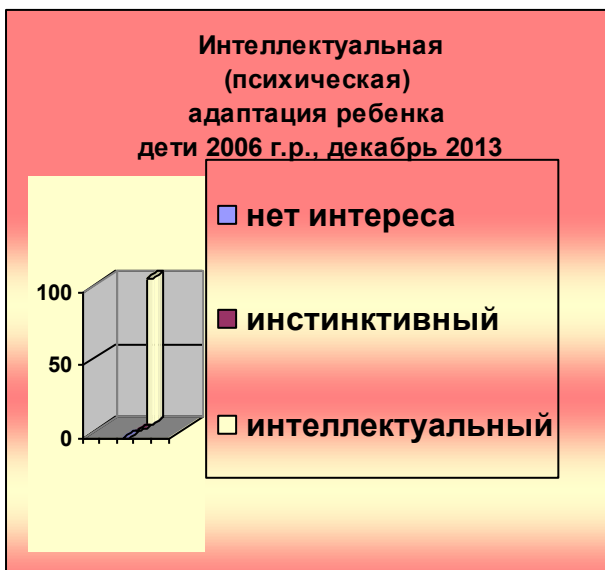 Интеллектуальная
(психическая)
адаптация ребенка
дети 2006 г.р., декабрь 2013
нет интереса
инстинктивный
интеллектуальный
100
50
0